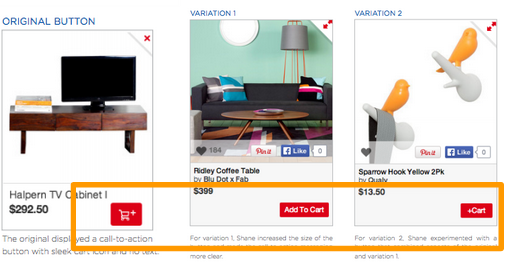 ORIGINAL BUTTON
Halpern TV Cabinet I
$292.50
The original displayed a call-to-action
button with sleek cart icon and no text.
VARIATION 1
184
Pin it
Like 0
Ridley Coffee Table
by Blu Dot x Fab
$399
Add To Cart
For variation 1, Shane increased the size of the
more clear.
VARIATION 2
Pin it
Like 0
Sparrow Hook Yellow 2Pk
by Qualy
$13.50
+Cart
For variation 2, Shane experimented with a
and variation 1.